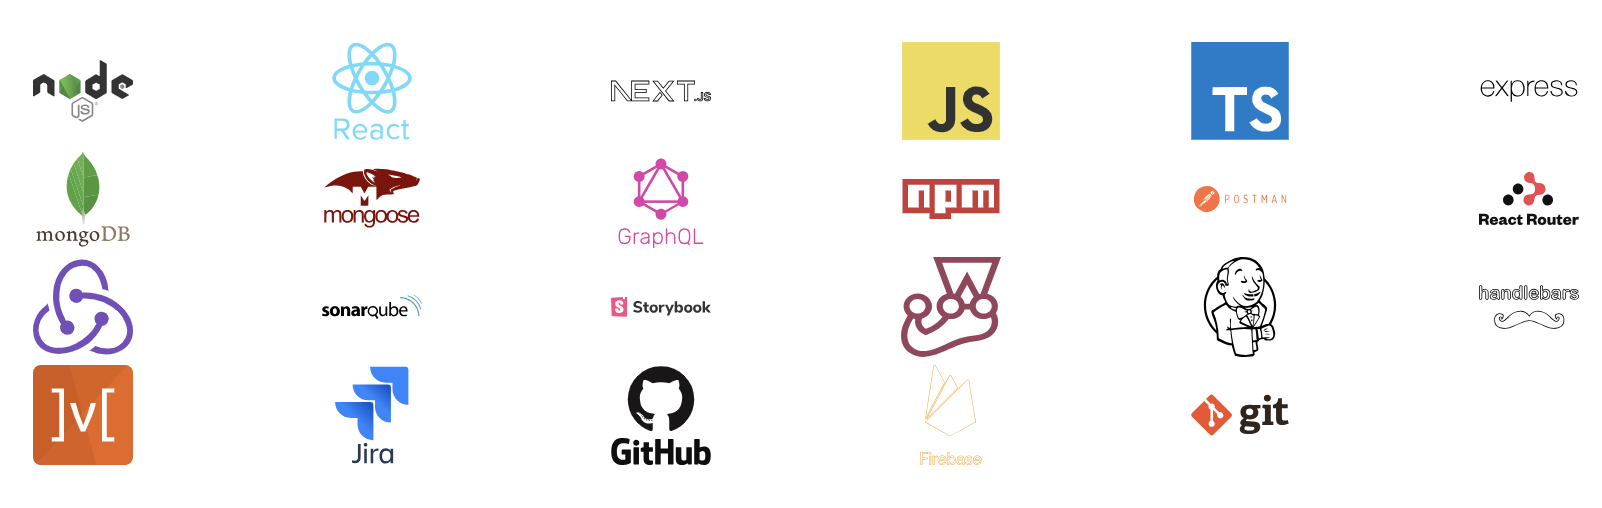 node
JS
React
NEXT.JS
JS
TS
express
mongoDB
mongoose
GraphQL
npm
POSTMAN
React Router
sonarqube
Storybook
S
handlebars
]v[
Jira
GitHub
Firebase
git